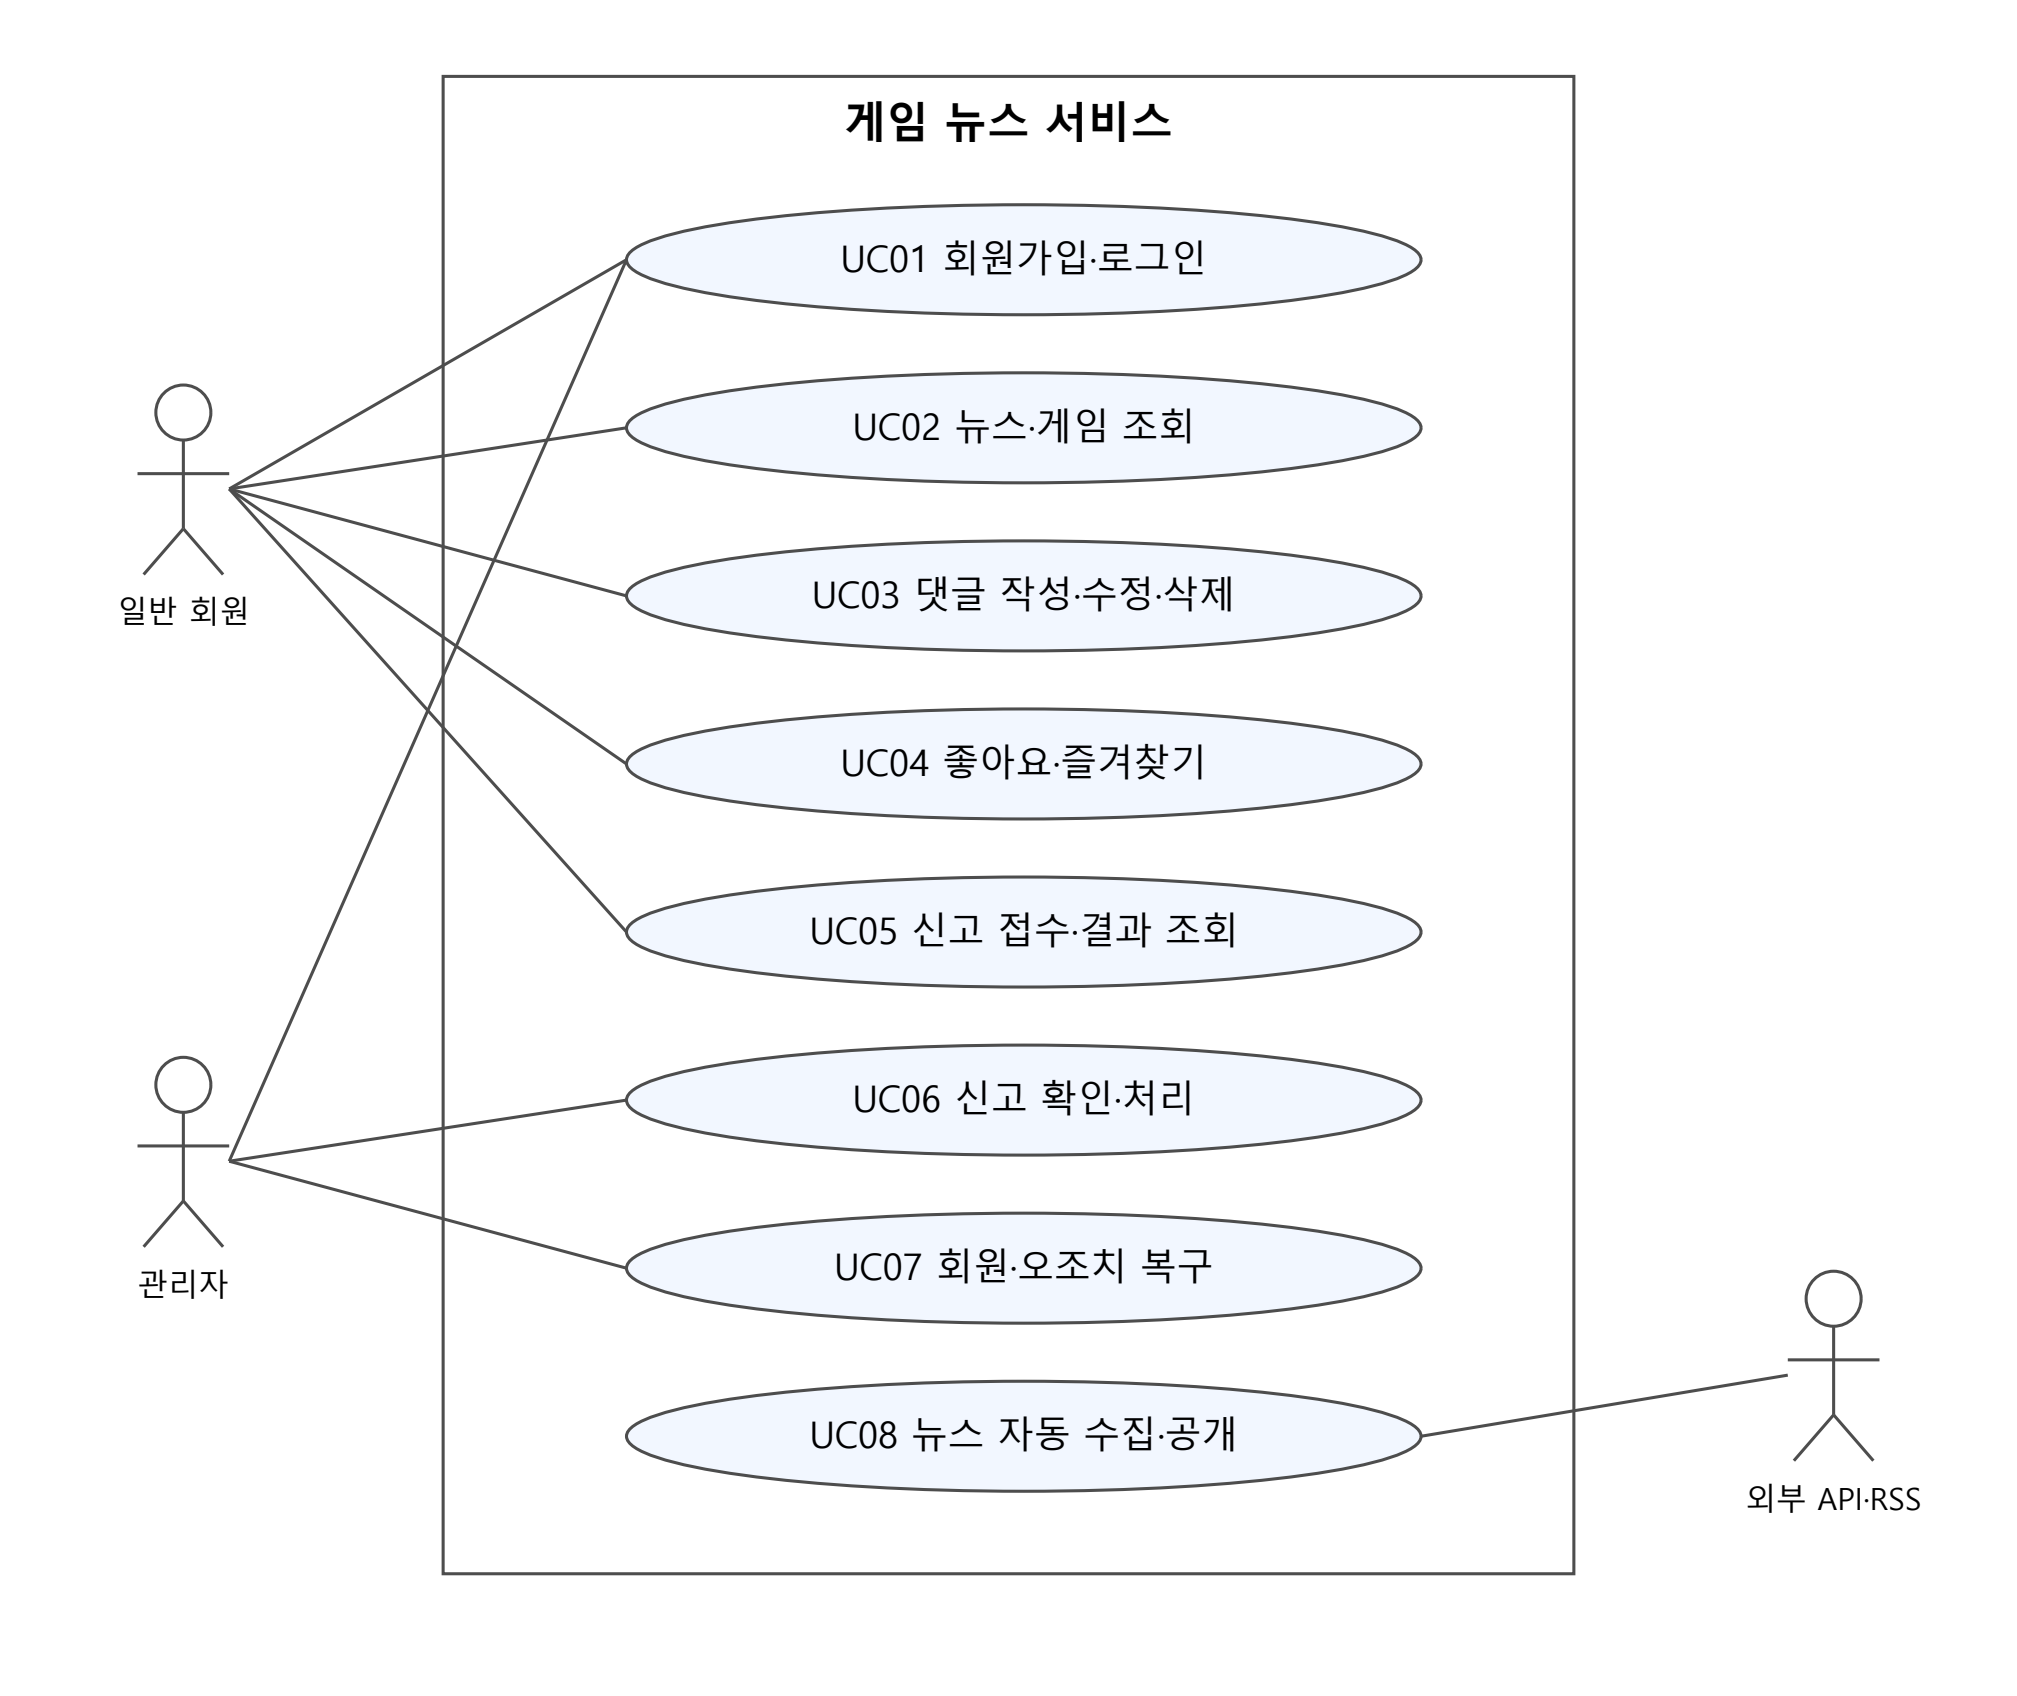 게임 뉴스 서비스
UC01 회원가입·로그인
UC02 뉴스·게임 조회
UC03 댓글 작성·수정·삭제
일반 회원
UC04 좋아요·즐겨찾기
UC05 신고 접수·결과 조회
UC06 신고 확인·처리
UC07 회원·오조치 복구
관리자
UC08 뉴스 자동 수집·공개
외부 API·RSS